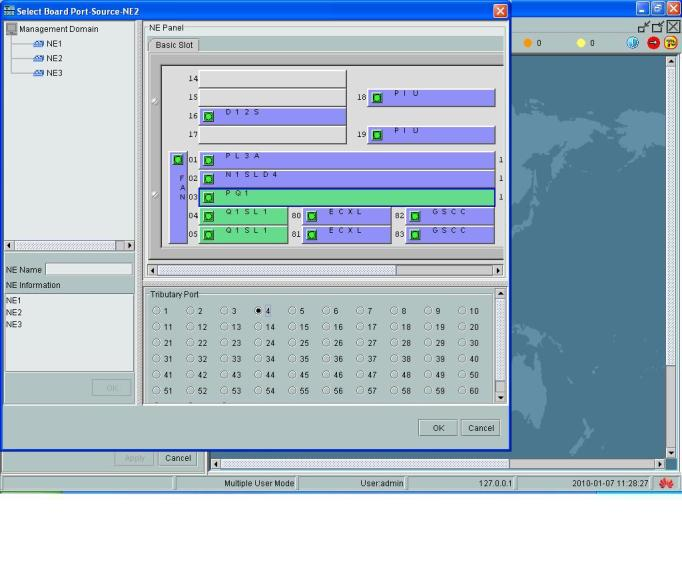 Select Board Port-Source-NE2
Management Domain
NE1
NE2
NE3
NE Name
NE Information
NE1
NE2
NE3
OK
NE Panel
Basic Slot
14
15
18 PIU
16 D12S
17
19 PIU
FAN
01 PL3A 1
02 N1SLD4 1
03 PQ1 1
04 Q1SL1 80 ECXL 82 GSCC
05 Q1SL1 81 ECXL 83 GSCC
Tributary Port
1 2 3 4 5 6 7 8 9 10
11 12 13 14 15 16 17 18 19 20
21 22 23 24 25 26 27 28 29 30
31 32 33 34 35 36 37 38 39 40
41 42 43 44 45 46 47 48 49 50
51 52 53 54 55 56 57 58 59 60
OK Cancel
0 0
Apply Cancel
Multiple User Mode User:admin 127.0.0.1 2010-01-07 11:28:27